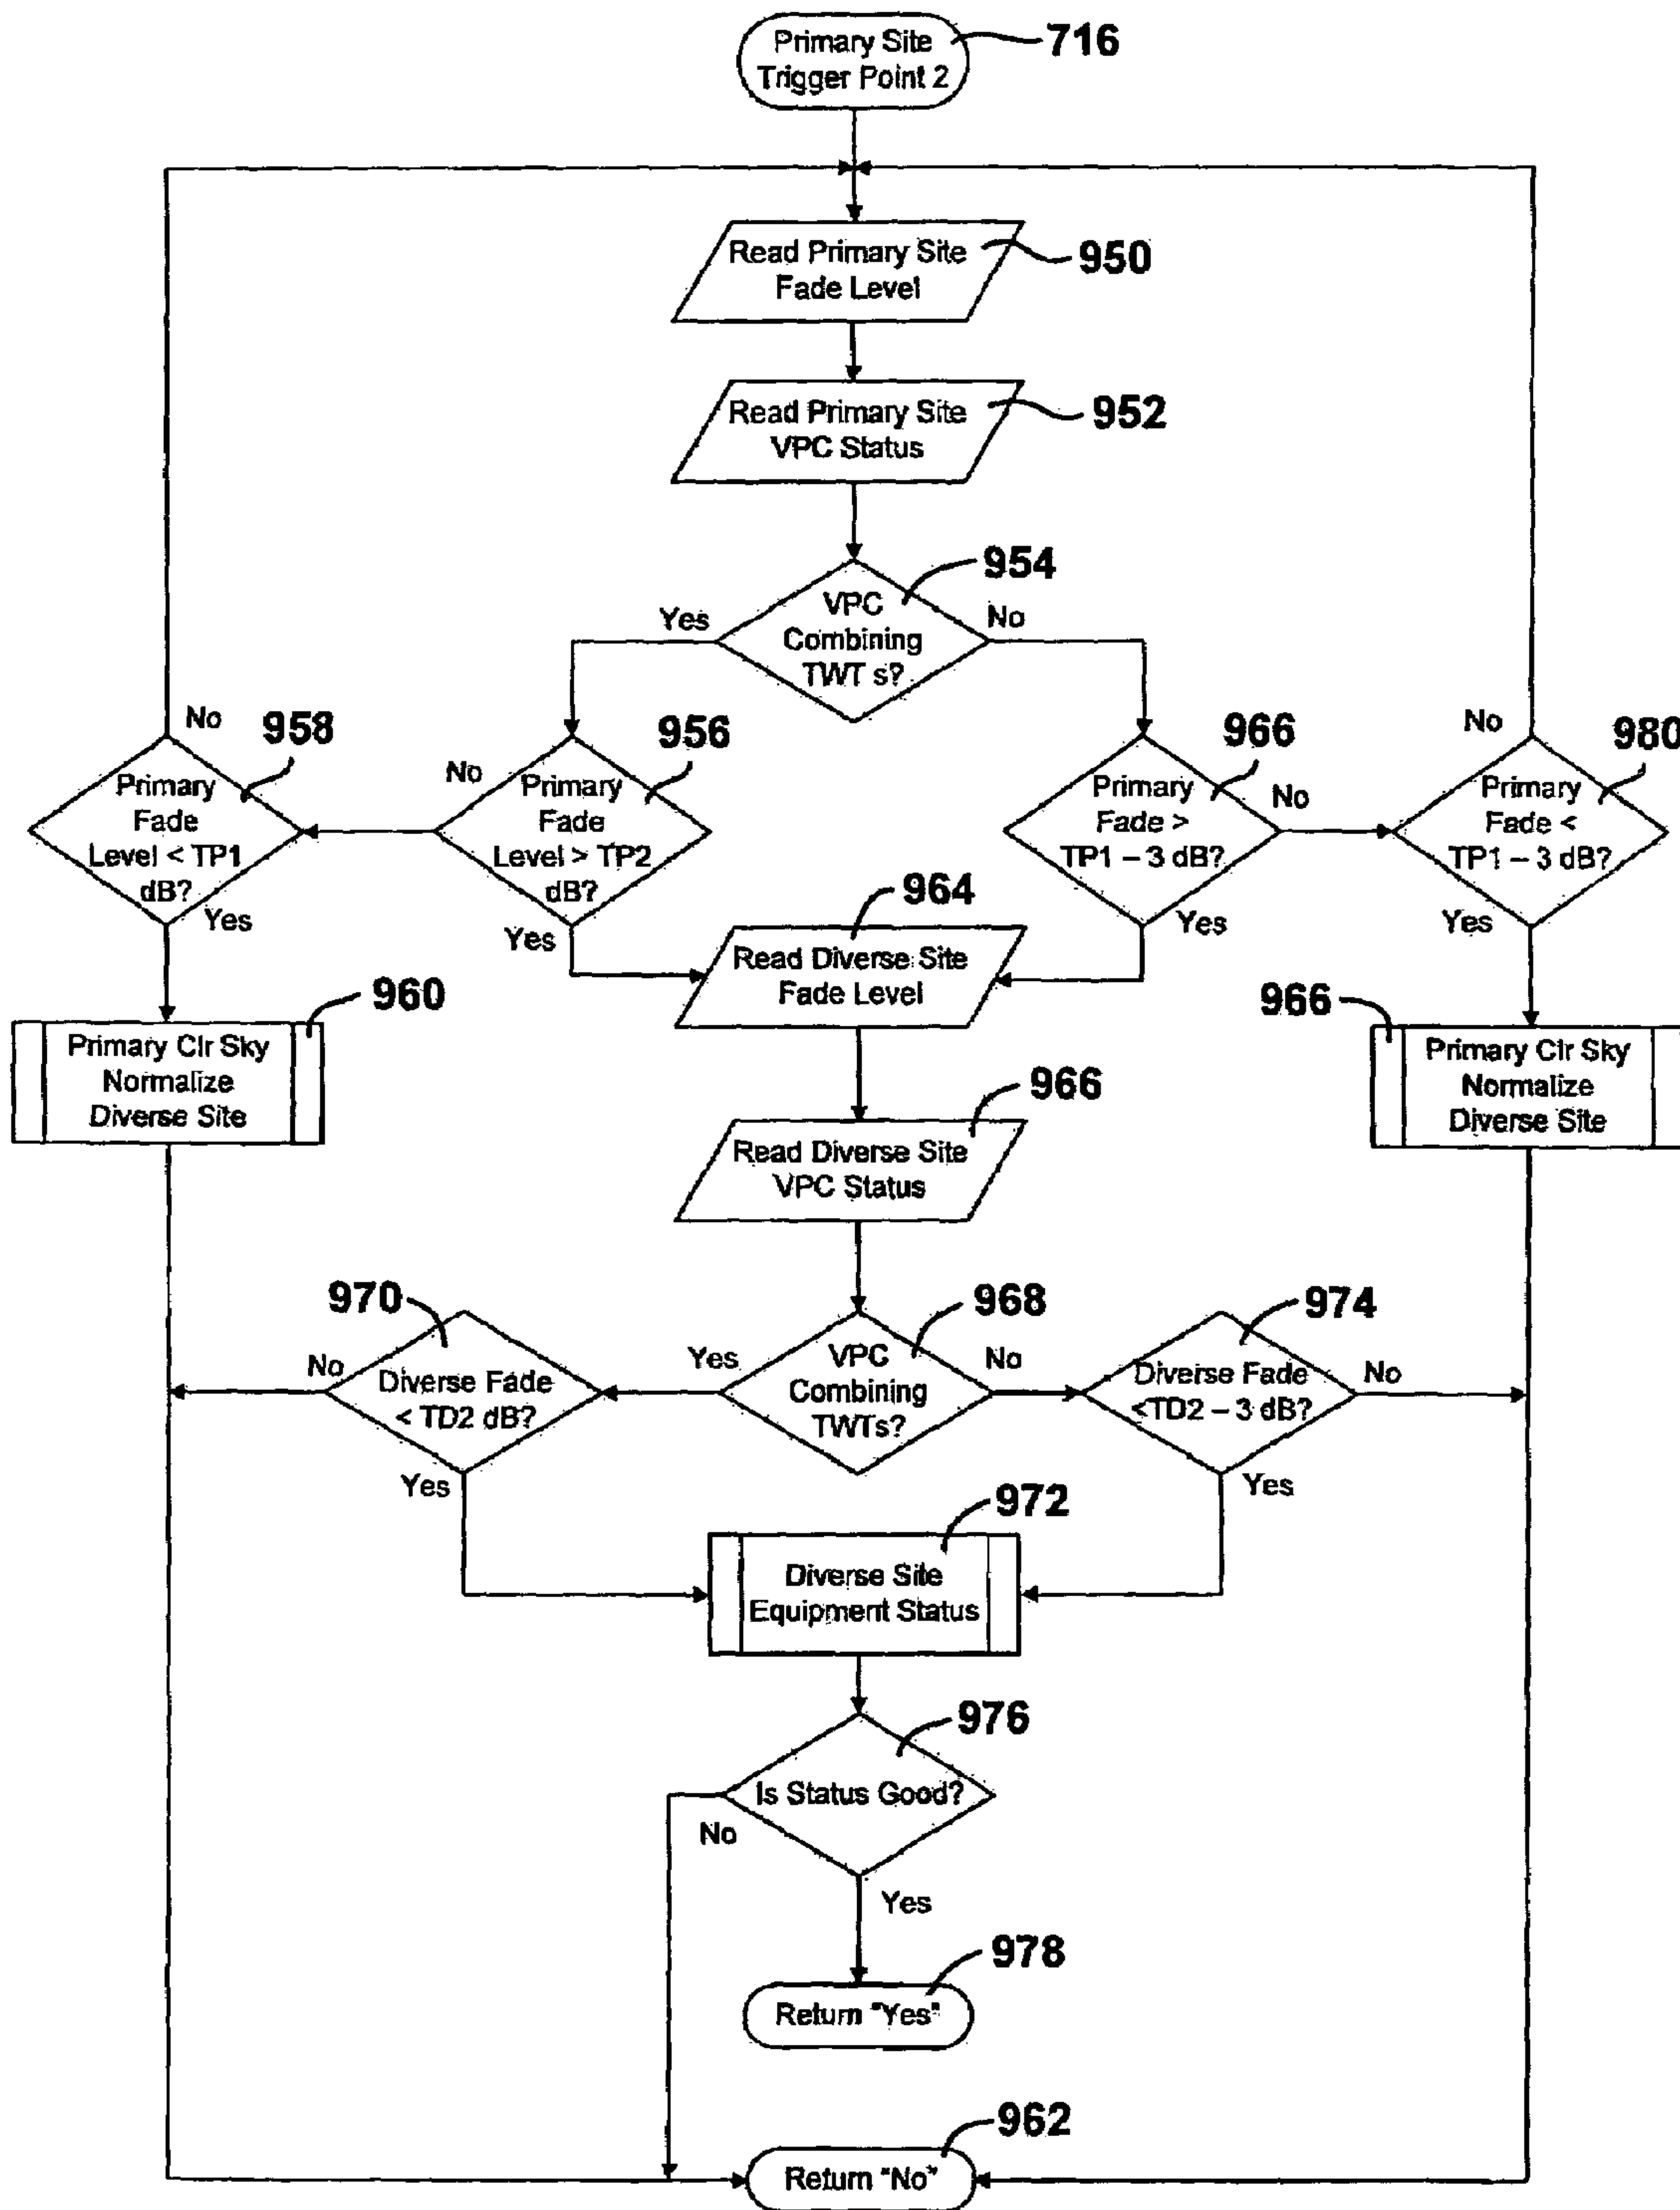 Primary Site
Trigger Point 2
716
Read Primary Site
Fade Level
950
Read Primary Site
VPC Status
952
954
VPC
Combining
TWT s?
Yes
No
No
958
Primary
Fade
Level < TP1
dB?
Yes
956
No
Primary
Fade
Level > TP2
dB?
Yes
966
Primary
Fade >
TP1 – 3 dB?
No
Yes
No
980
Primary
Fade <
TP1 – 3 dB?
Yes
964
Read Diverse Site
Fade Level
960
Primary Clr Sky
Normalize
Diverse Site
966
Primary Clr Sky
Normalize
Diverse Site
966
Read Diverse Site
VPC Status
970
No
Diverse Fade
< TD2 dB?
Yes
968
Yes
VPC
Combining
TWTs?
No
974
Diverse Fade
<TD2 – 3 dB?
No
Yes
972
Diverse Site
Equipment Status
976
Is Status Good?
No
Yes
978
Return "Yes"
962
Return "No"